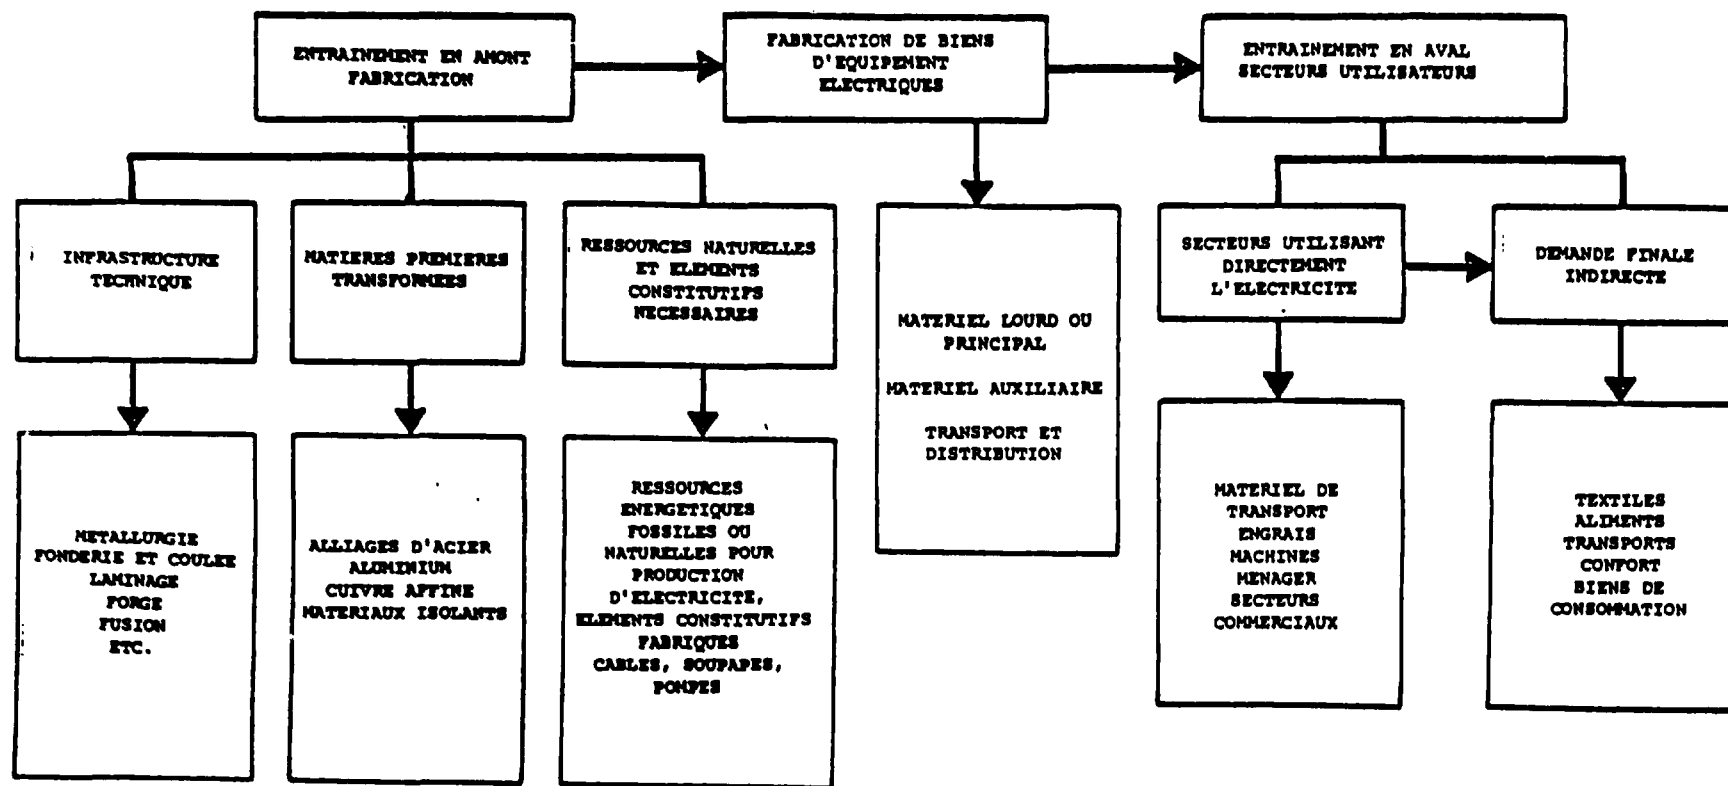 ENTRAINEMENT EN AMONT
FABRICATION
FABRICATION DE BIENS
D'EQUIPEMENT
ELECTRIQUES
ENTRAINEMENT EN AVAL
SECTEURS UTILISATEURS
INFRASTRUCTURE
TECHNIQUE
MATIERES PREMIERES
TRANSFORMEES
RESSOURCES NATURELLES
ET ELEMENTS
CONSTITUTIFS
NECESSAIRES
MATERIEL LOURD OU
PRINCIPAL
MATERIEL AUXILIAIRE
TRANSPORT ET
DISTRIBUTION
SECTEURS UTILISANT
DIRECTEMENT
L'ELECTRICITE
DEMANDE FINALE
INDIRECTE
METALLURGIE
FONDERIE ET COULEE
LAMINAGE
FORGE
FUSION
ETC.
ALLIAGES D'ACIER
ALUMINIUM
CUIVRE AFFINE
MATERIAUX ISOLANTS
RESSOURCES
ENERGETIQUES
FOSSILES OU
NATURELLES POUR
PRODUCTION
D'ELECTRICITE,
ELEMENTS CONSTITUTIFS
FABRIQUES
CABLES, SOUPAPES,
POMPES
MATERIEL DE
TRANSPORT
ENGRAIS
MACHINES
MENAGER
SECTEURS
COMMERCIAUX
TEXTILES
ALIMENTS
TRANSPORTS
CONFORT
BIENS DE
CONSOMMATION